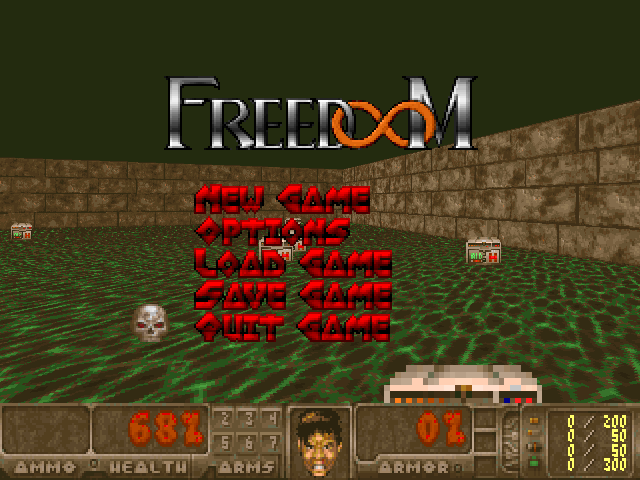 FREEDOOM
NEW GAME
OPTIONS
LOAD GAME
SAVE GAME
QUIT GAME
68% 2 3 4 0% 0 / 200
0 / 50
5 6 7 0 / 50
0 / 300
AMMO HEALTH ARMS ARMOR